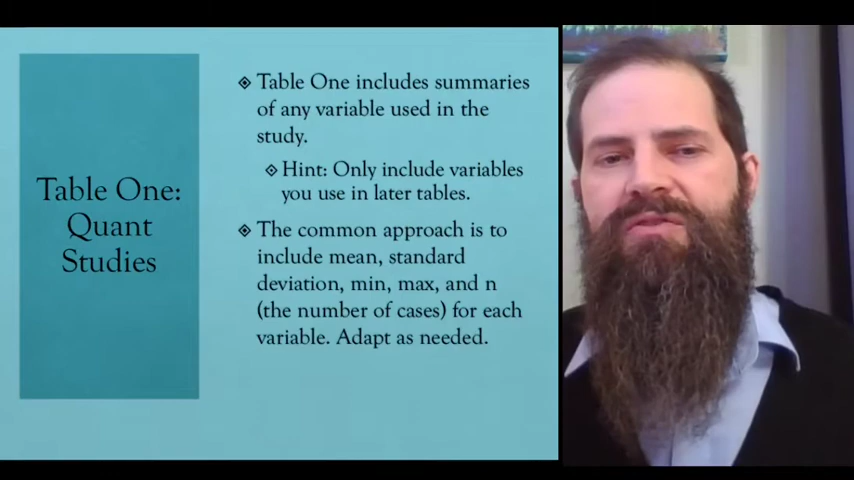 Table One:
Quant
Studies
Table One includes summaries
of any variable used in the
study.
Hint: Only include variables
you use in later tables.
The common approach is to
include mean, standard
deviation, min, max, and n
(the number of cases) for each
variable. Adapt as needed.